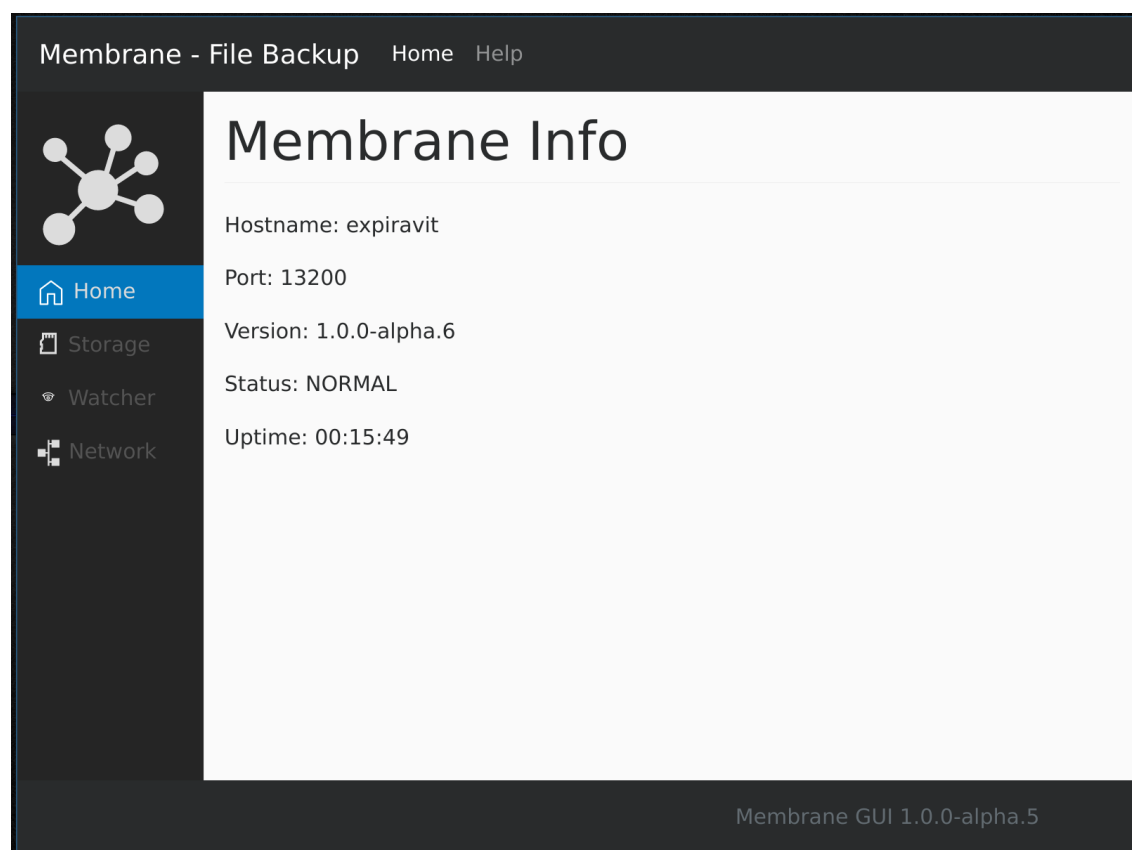 Membrane - File Backup Home Help
Membrane Info
Hostname: expiravit
Port: 13200
Version: 1.0.0-alpha.6
Status: NORMAL
Uptime: 00:15:49
Home
Storage
Watcher
Network
Membrane GUI 1.0.0-alpha.5